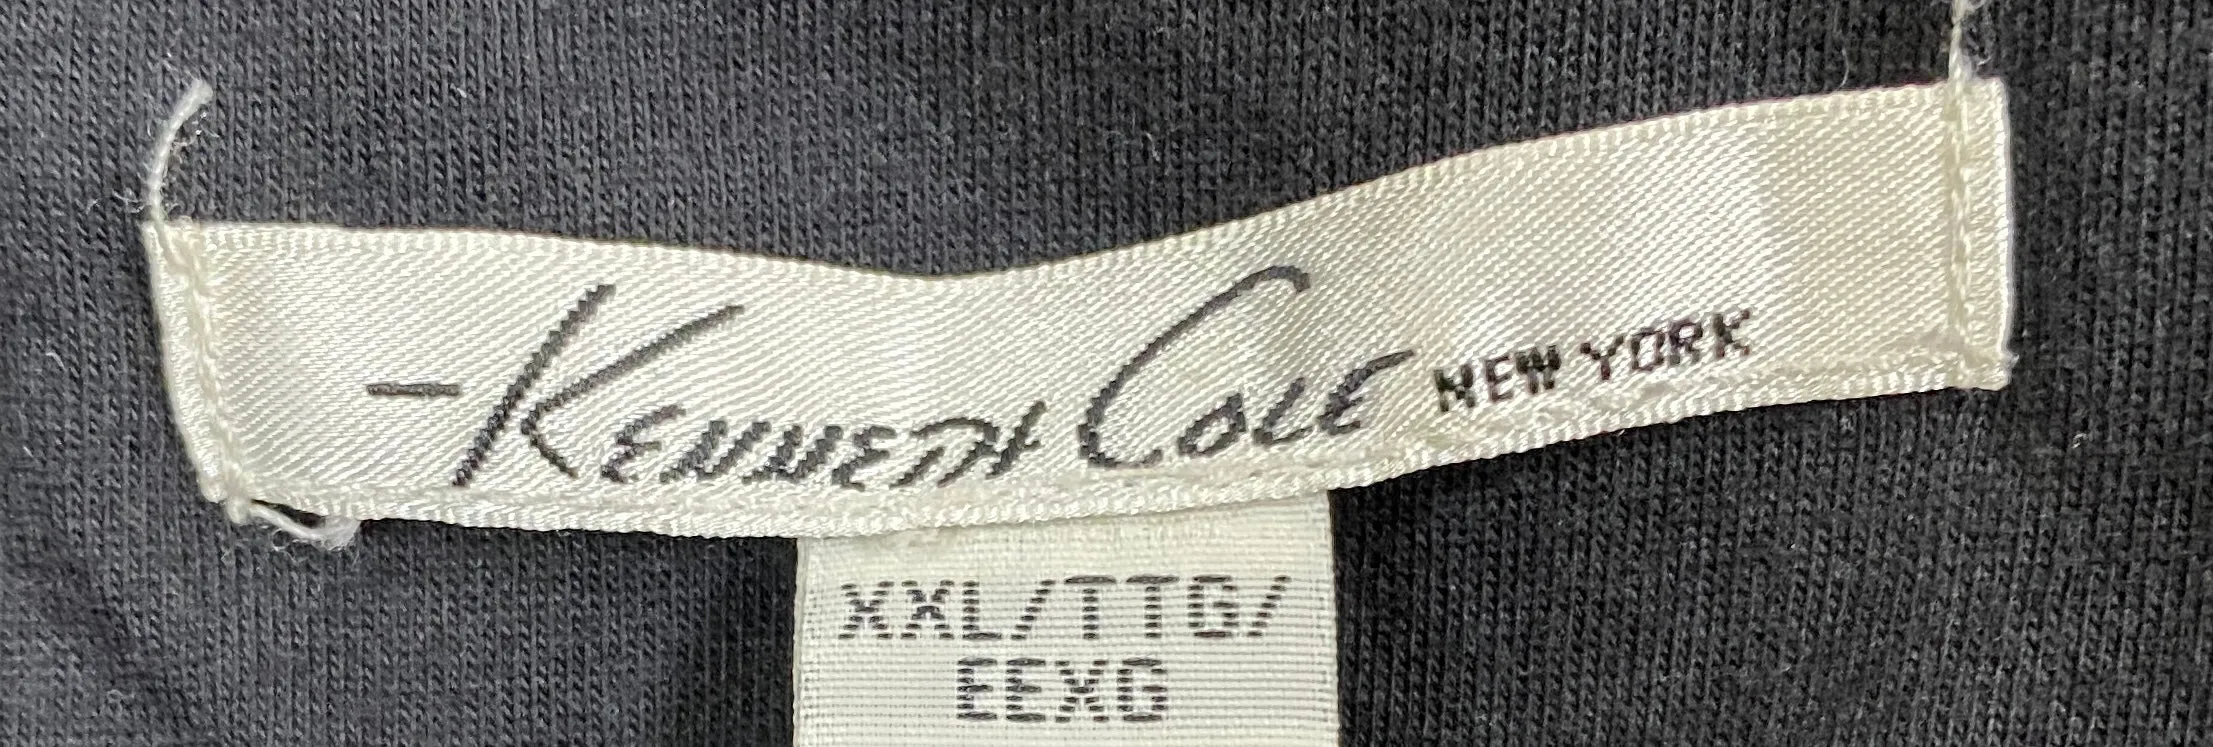 -Kenneth Cole NEW YORK
XXL/TTG/
EEXG